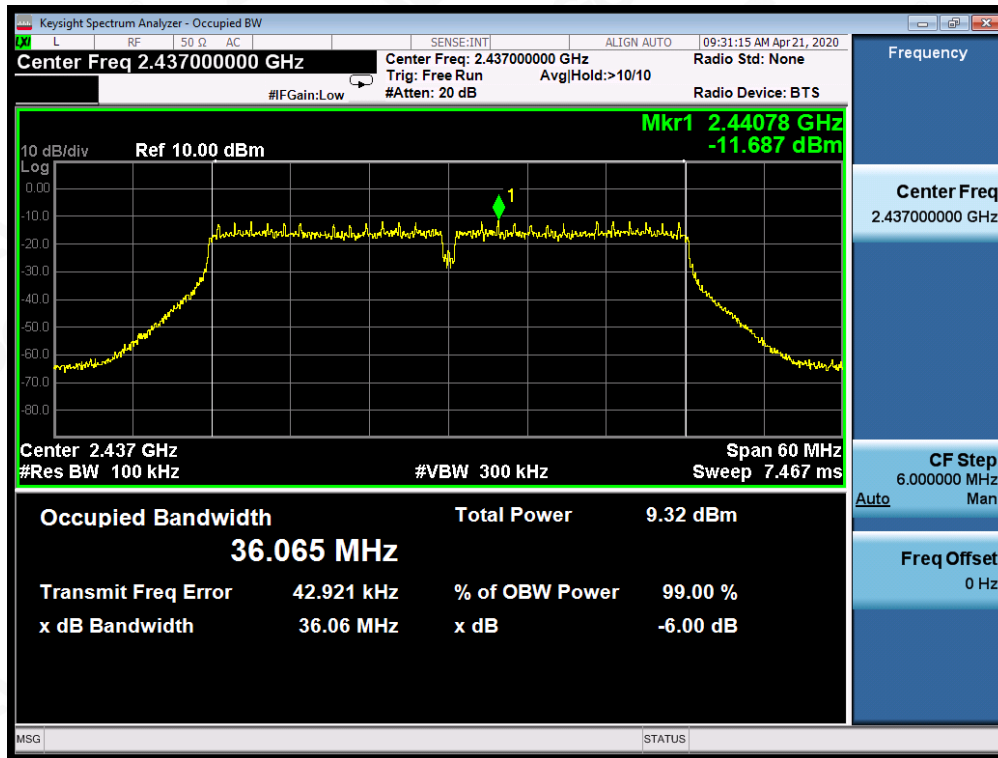 Keysight Spectrum Analyzer - Occupied BW
LXI L RF 50 Ω AC SENSE:INT ALIGN AUTO 09:31:15 AM Apr 21, 2020
Center Freq 2.437000000 GHz
Center Freq: 2.437000000 GHz
Radio Std: None
Trig: Free Run Avg|Hold:>10/10
#IFGain:Low #Atten: 20 dB Radio Device: BTS
Mkr1 2.44078 GHz
-11.687 dBm
10 dB/div Ref 10.00 dBm
Log
0.00
1
-10.0
-20.0
-30.0
-40.0
-50.0
-60.0
-70.0
-80.0
Center 2.437 GHz Span 60 MHz
#Res BW 100 kHz #VBW 300 kHz Sweep 7.467 ms
Occupied Bandwidth Total Power 9.32 dBm
36.065 MHz
Transmit Freq Error 42.921 kHz % of OBW Power 99.00 %
x dB Bandwidth 36.06 MHz x dB -6.00 dB
MSG STATUS
Frequency
Center Freq
2.437000000 GHz
CF Step
6.000000 MHz
Auto Man
Freq Offset
0 Hz